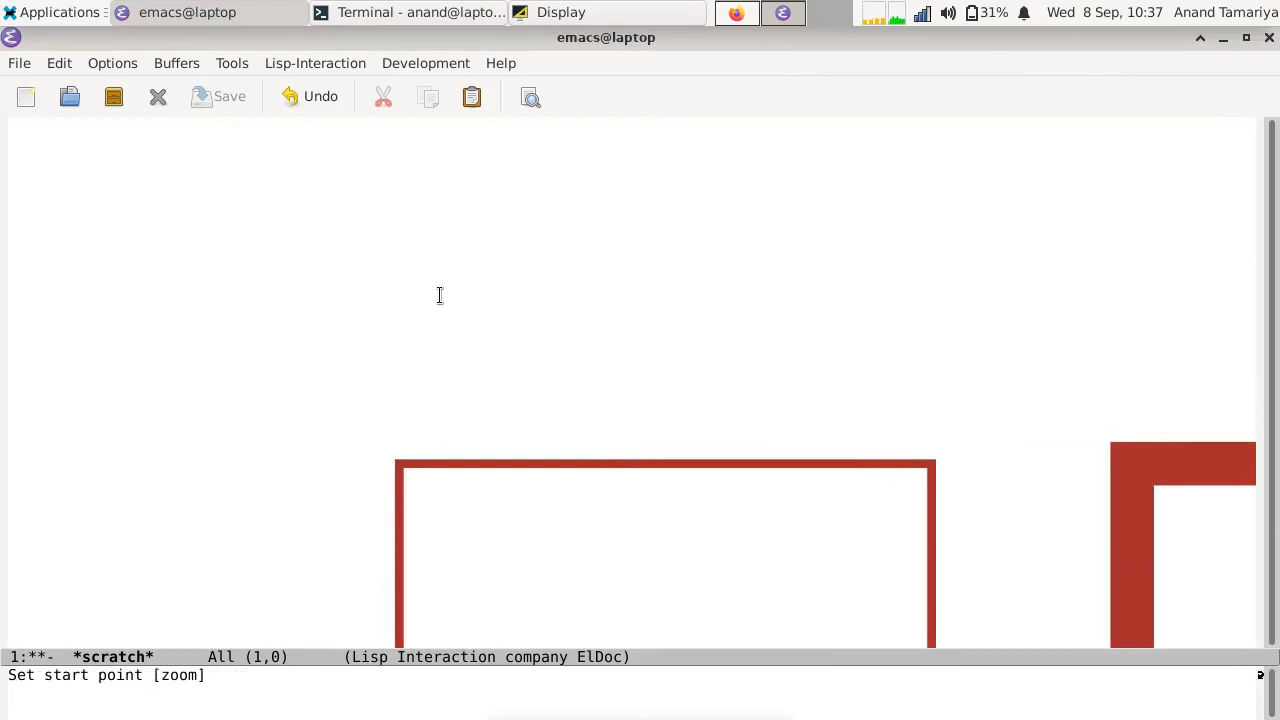 Applications emacs@laptop Terminal - anand@lapto... Display 31% Wed 8 Sep, 10:37 Anand Tamariya
emacs@laptop
File Edit Options Buffers Tools Lisp-Interaction Development Help
Save Undo
1:**- *scratch* All (1,0) (Lisp Interaction company ElDoc)
Set start point [zoom]